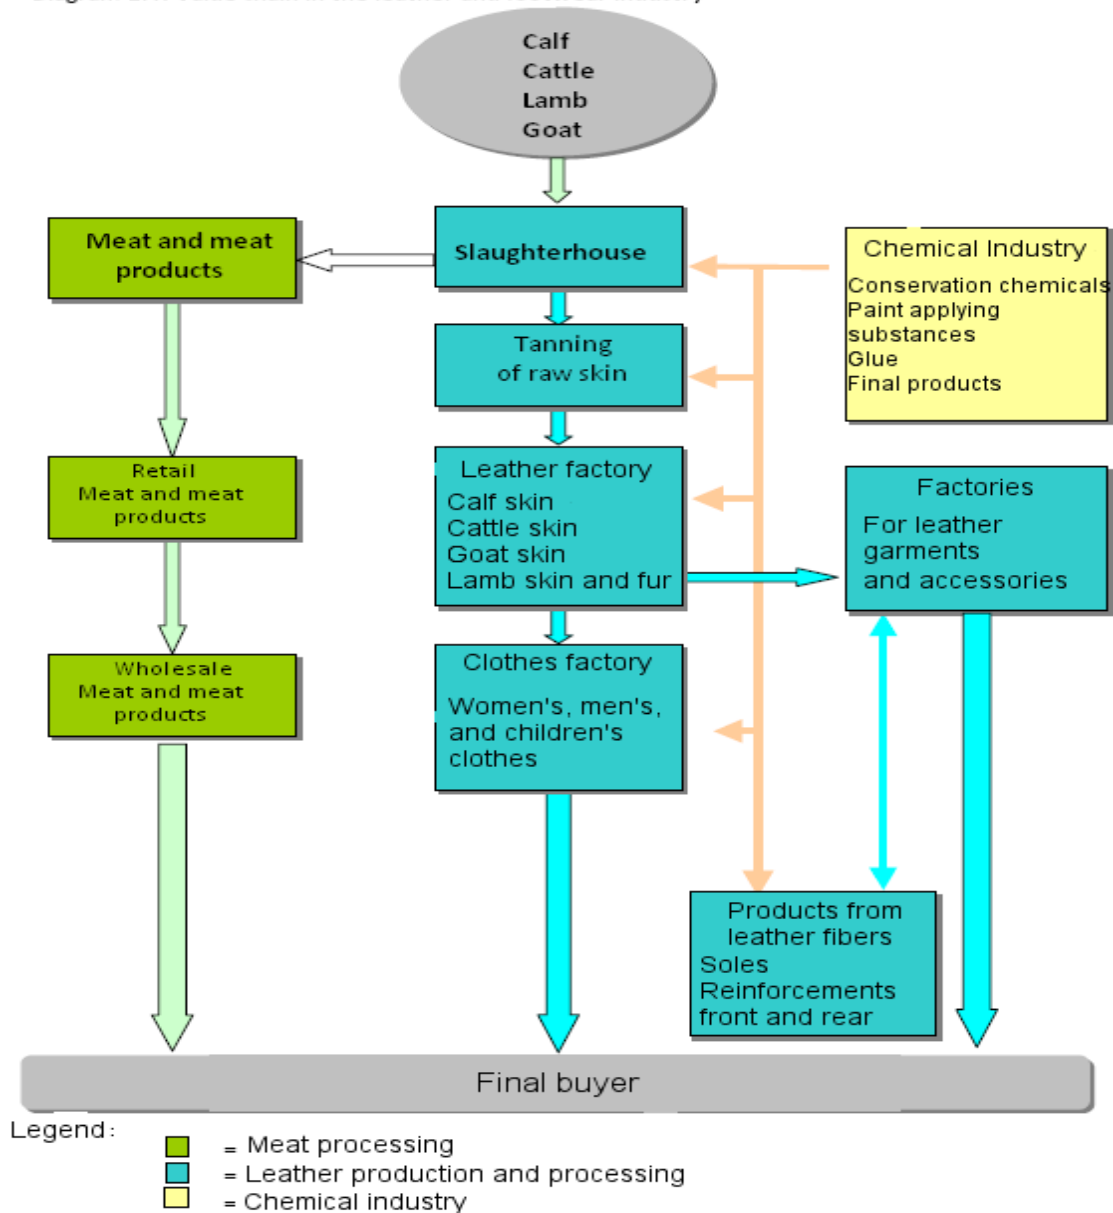 Calf
Cattle
Lamb
Goat
Meat and meat
products
Slaughterhouse
Chemical Industry
Conservation chemicals
Paint applying
substances
Glue
Final products
Tanning
of raw skin
Retail
Meat and meat
products
Leather factory
Calf skin
Cattle skin
Goat skin
Lamb skin and fur
Factories
For leather
garments
and accessories
Wholesale
Meat and meat
products
Clothes factory
Women's, men's,
and children's
clothes
Products from
leather fibers
Soles
Reinforcements
front and rear
Final buyer
Legend:
= Meat processing
= Leather production and processing
= Chemical industry